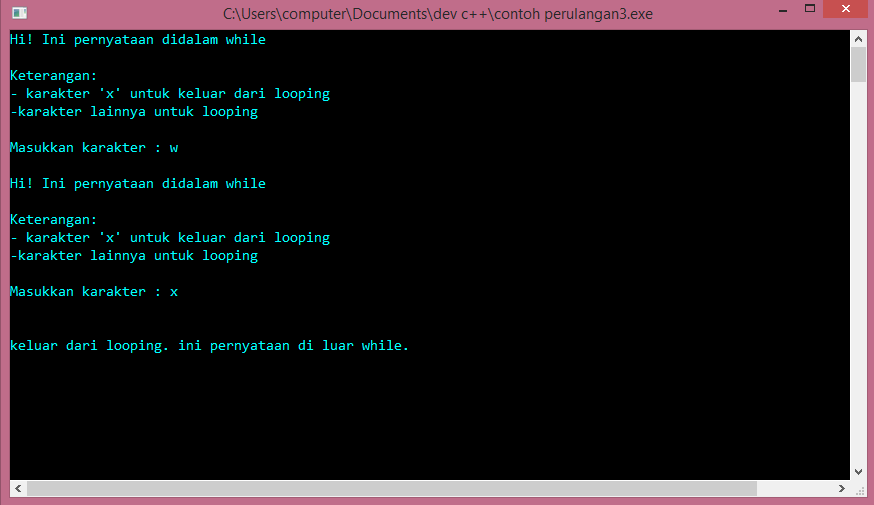 C:\Users\computer\Documents\dev c++\contoh perulangan3.exe
Hi! Ini pernyataan didalam while
Keterangan:
- karakter 'x' untuk keluar dari looping
-karakter lainnya untuk looping
Masukkan karakter : w
Hi! Ini pernyataan didalam while
Keterangan:
- karakter 'x' untuk keluar dari looping
-karakter lainnya untuk looping
Masukkan karakter : x
keluar dari looping. ini pernyataan di luar while.